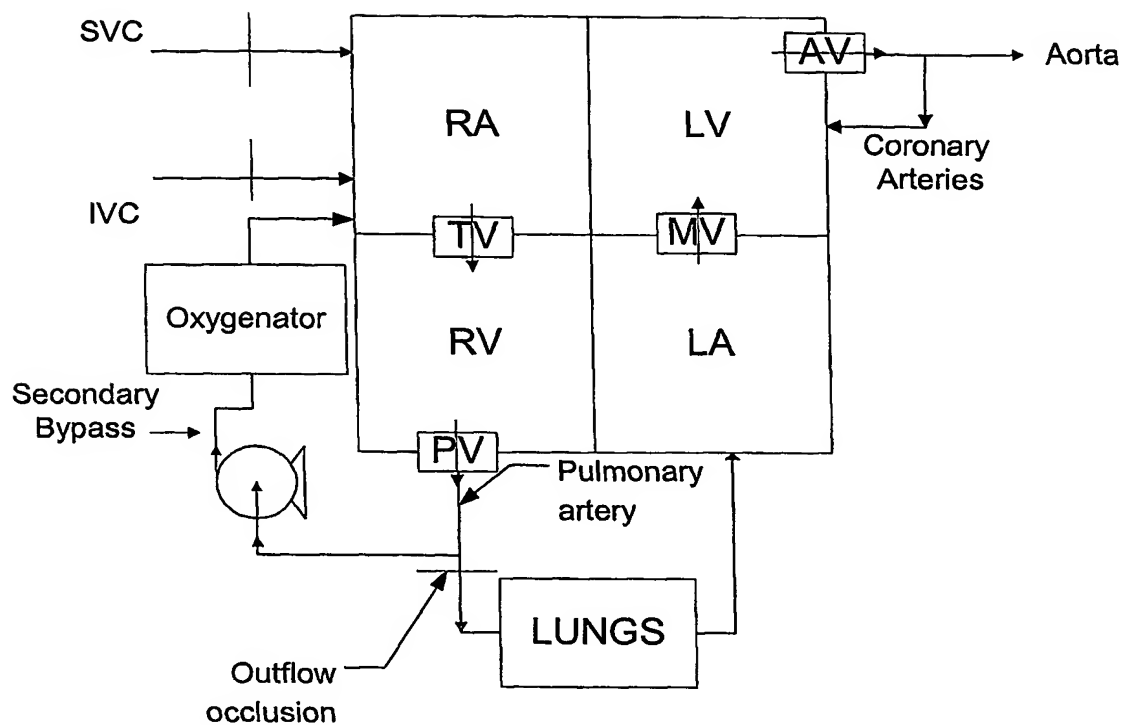 SVC
AV
Aorta
RA
LV
Coronary
Arteries
IVC
TV
MV
Oxygenator
RV
LA
Secondary
Bypass
PV
Pulmonary
artery
LUNGS
Outflow
occlusion